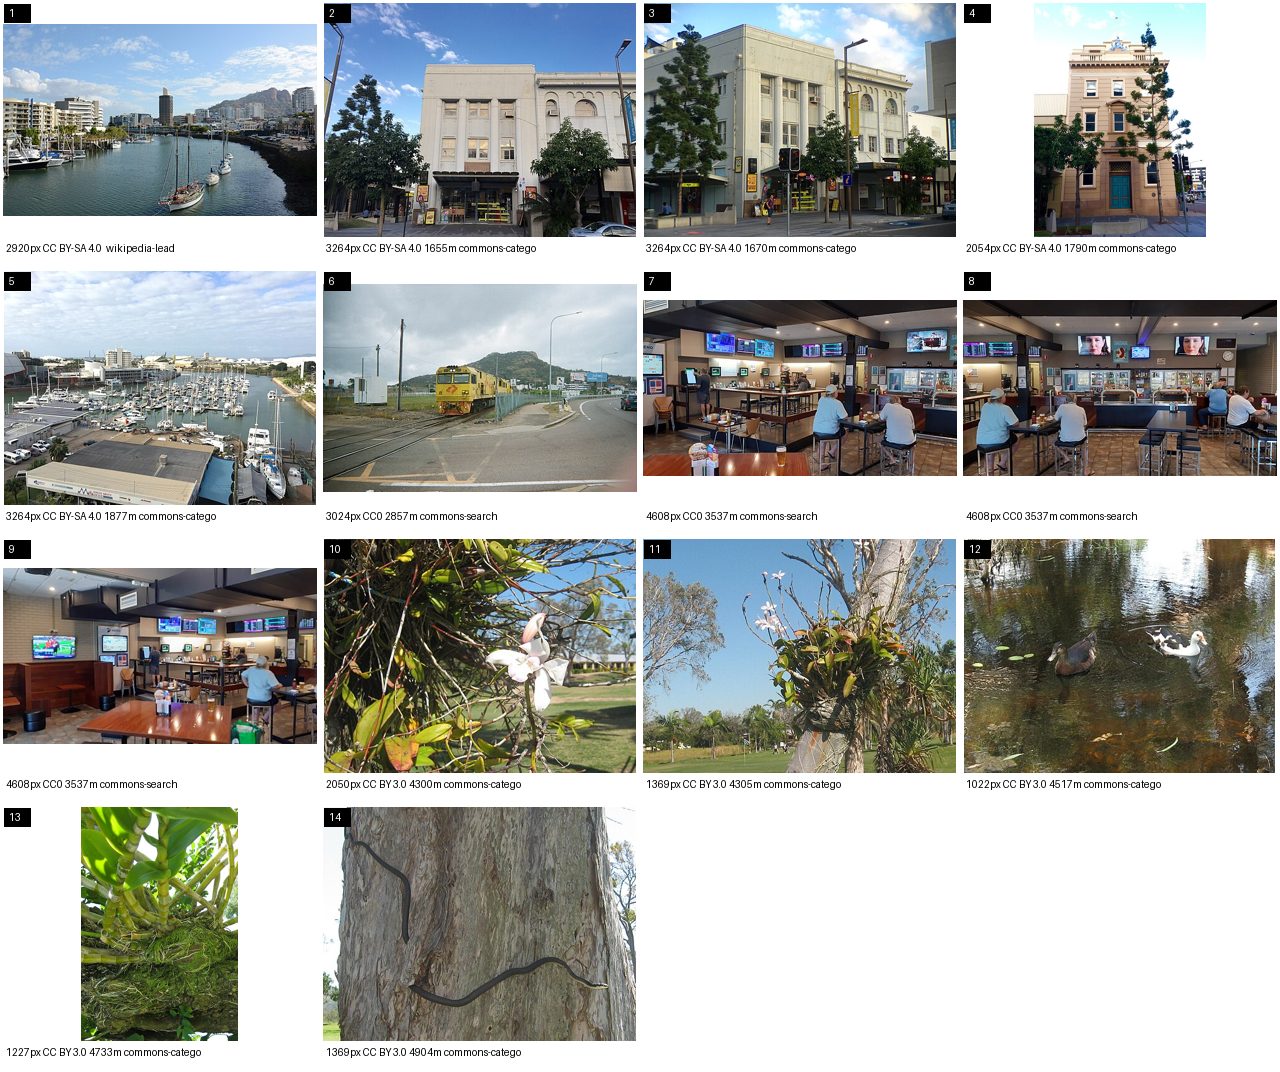 1
2920px CC BY-SA 4.0 wikipedia-lead
2
3264px CC BY-SA 4.0 1655m commons-catego
3
3264px CC BY-SA 4.0 1670m commons-catego
4
2054px CC BY-SA 4.0 1790m commons-catego
5
3264px CC BY-SA 4.0 1877m commons-catego
6
3024px CC0 2857m commons-search
7
4608px CC0 3537m commons-search
8
4608px CC0 3537m commons-search
9
4608px CC0 3537m commons-search
10
2050px CC BY 3.0 4300m commons-catego
11
1369px CC BY 3.0 4305m commons-catego
12
1022px CC BY 3.0 4517m commons-catego
13
1227px CC BY 3.0 4733m commons-catego
14
1369px CC BY 3.0 4904m commons-catego